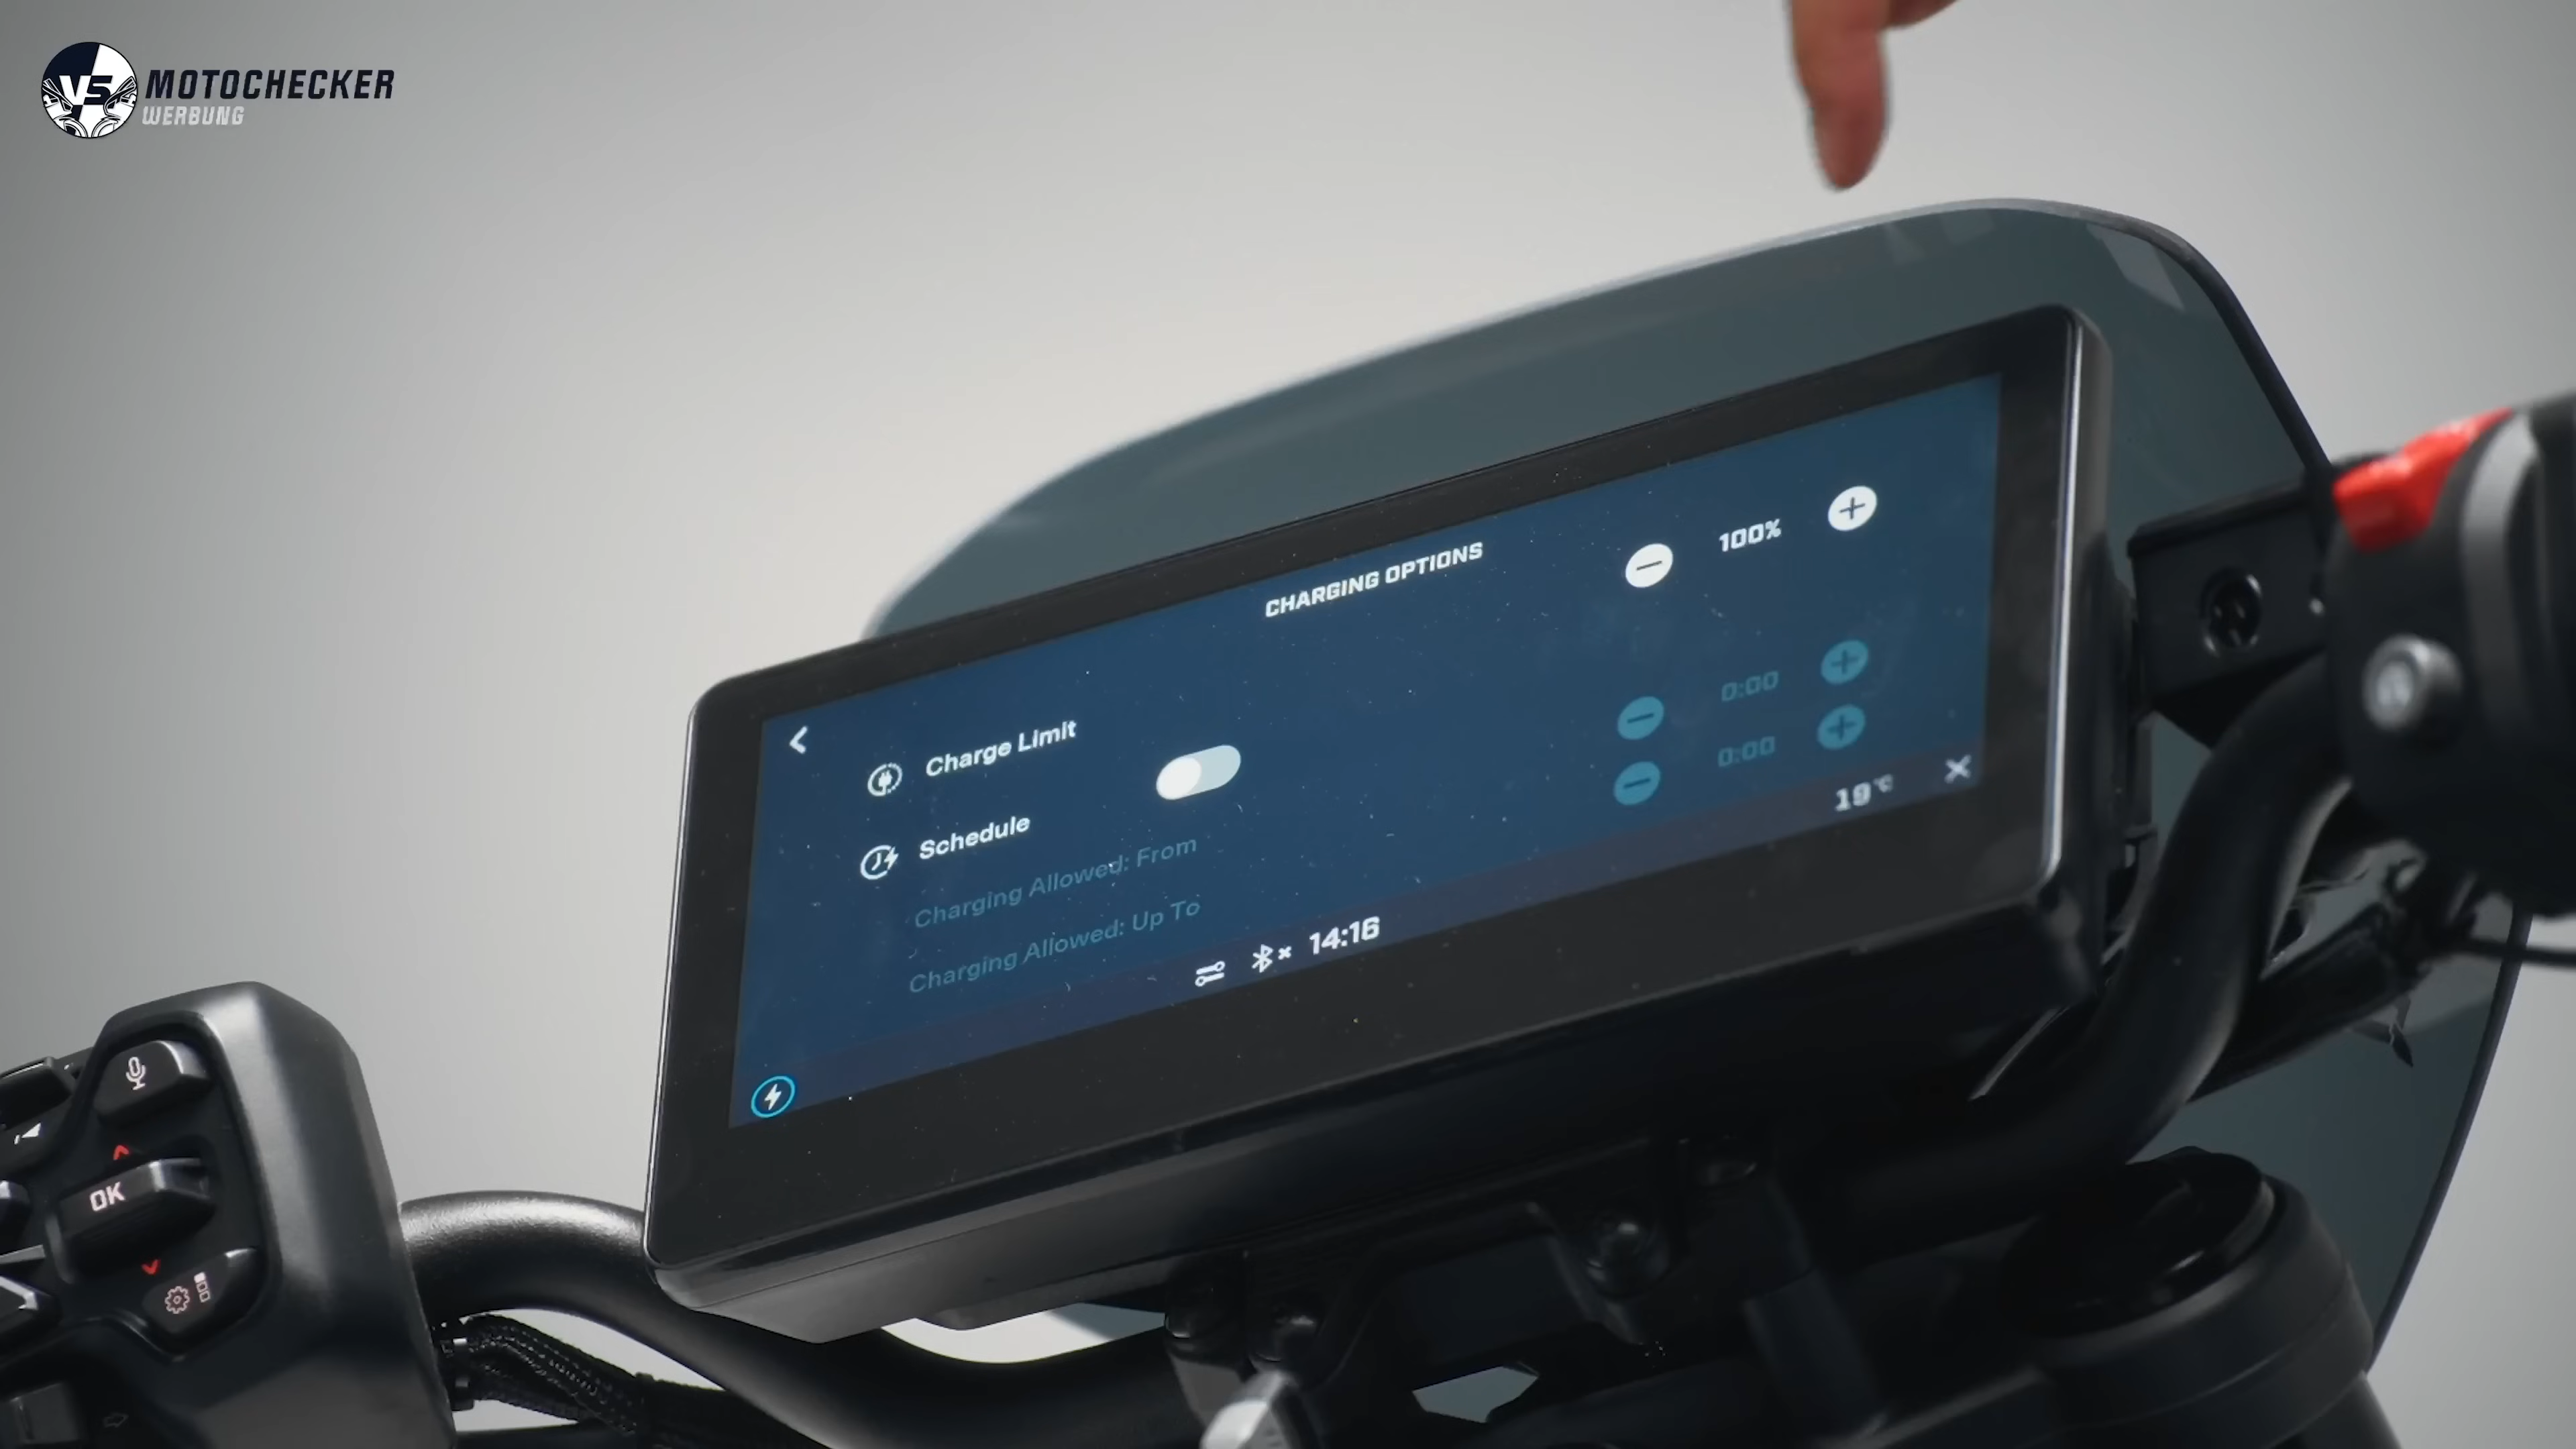 VS MOTOCHECKER
WERBUNG
CHARGING OPTIONS
Charge Limit
100%
Schedule
Charging Allowed: From
0:00
Charging Allowed: Up To
0:00
14:16
19°C
OK